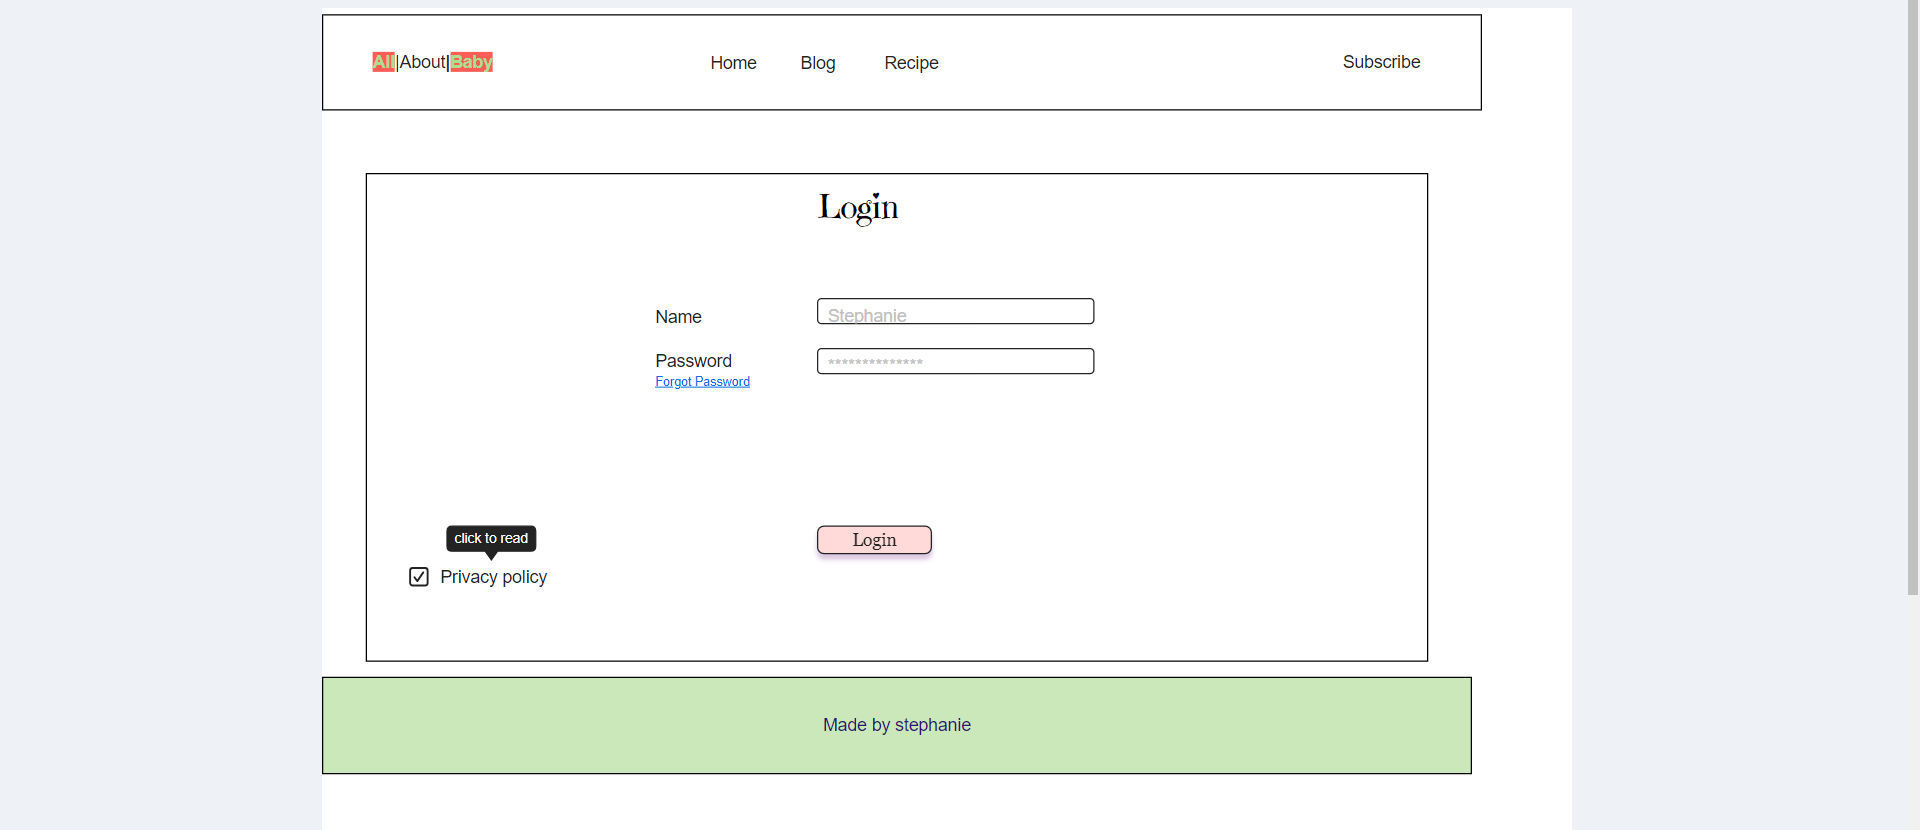 All|About|Baby Home Blog Recipe Subscribe
Login
Name Stephanie
Password **************
Forgot Password
click to read
Login
Privacy policy
Made by stephanie